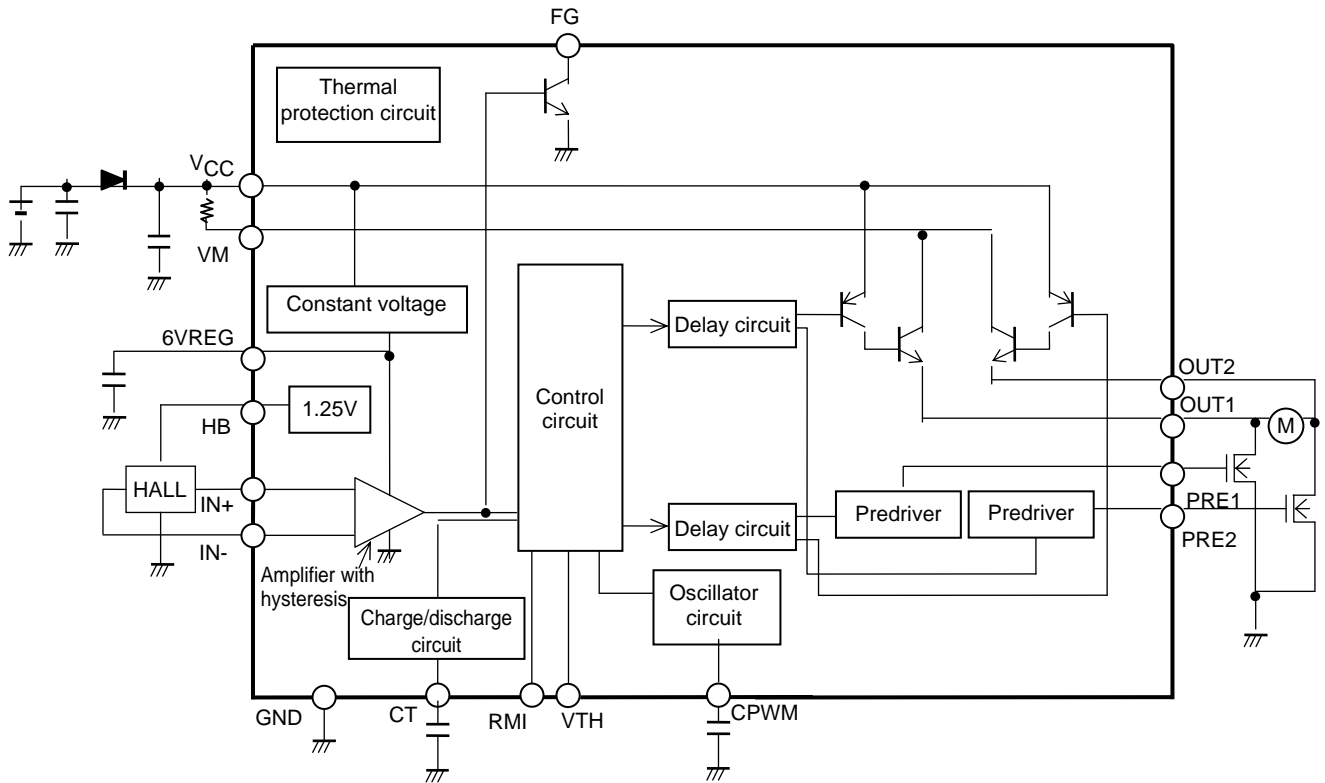 FG
Thermal
protection circuit
VCC
VM
Constant voltage
6VREG
1.25V
HB
HALL
IN+
IN-
Amplifier with
hysteresis
Charge/discharge
circuit
Control
circuit
Delay circuit
Delay circuit
Predriver
Predriver
Oscillator
circuit
OUT2
OUT1
M
PRE1
PRE2
GND
CT
RMI
VTH
CPWM